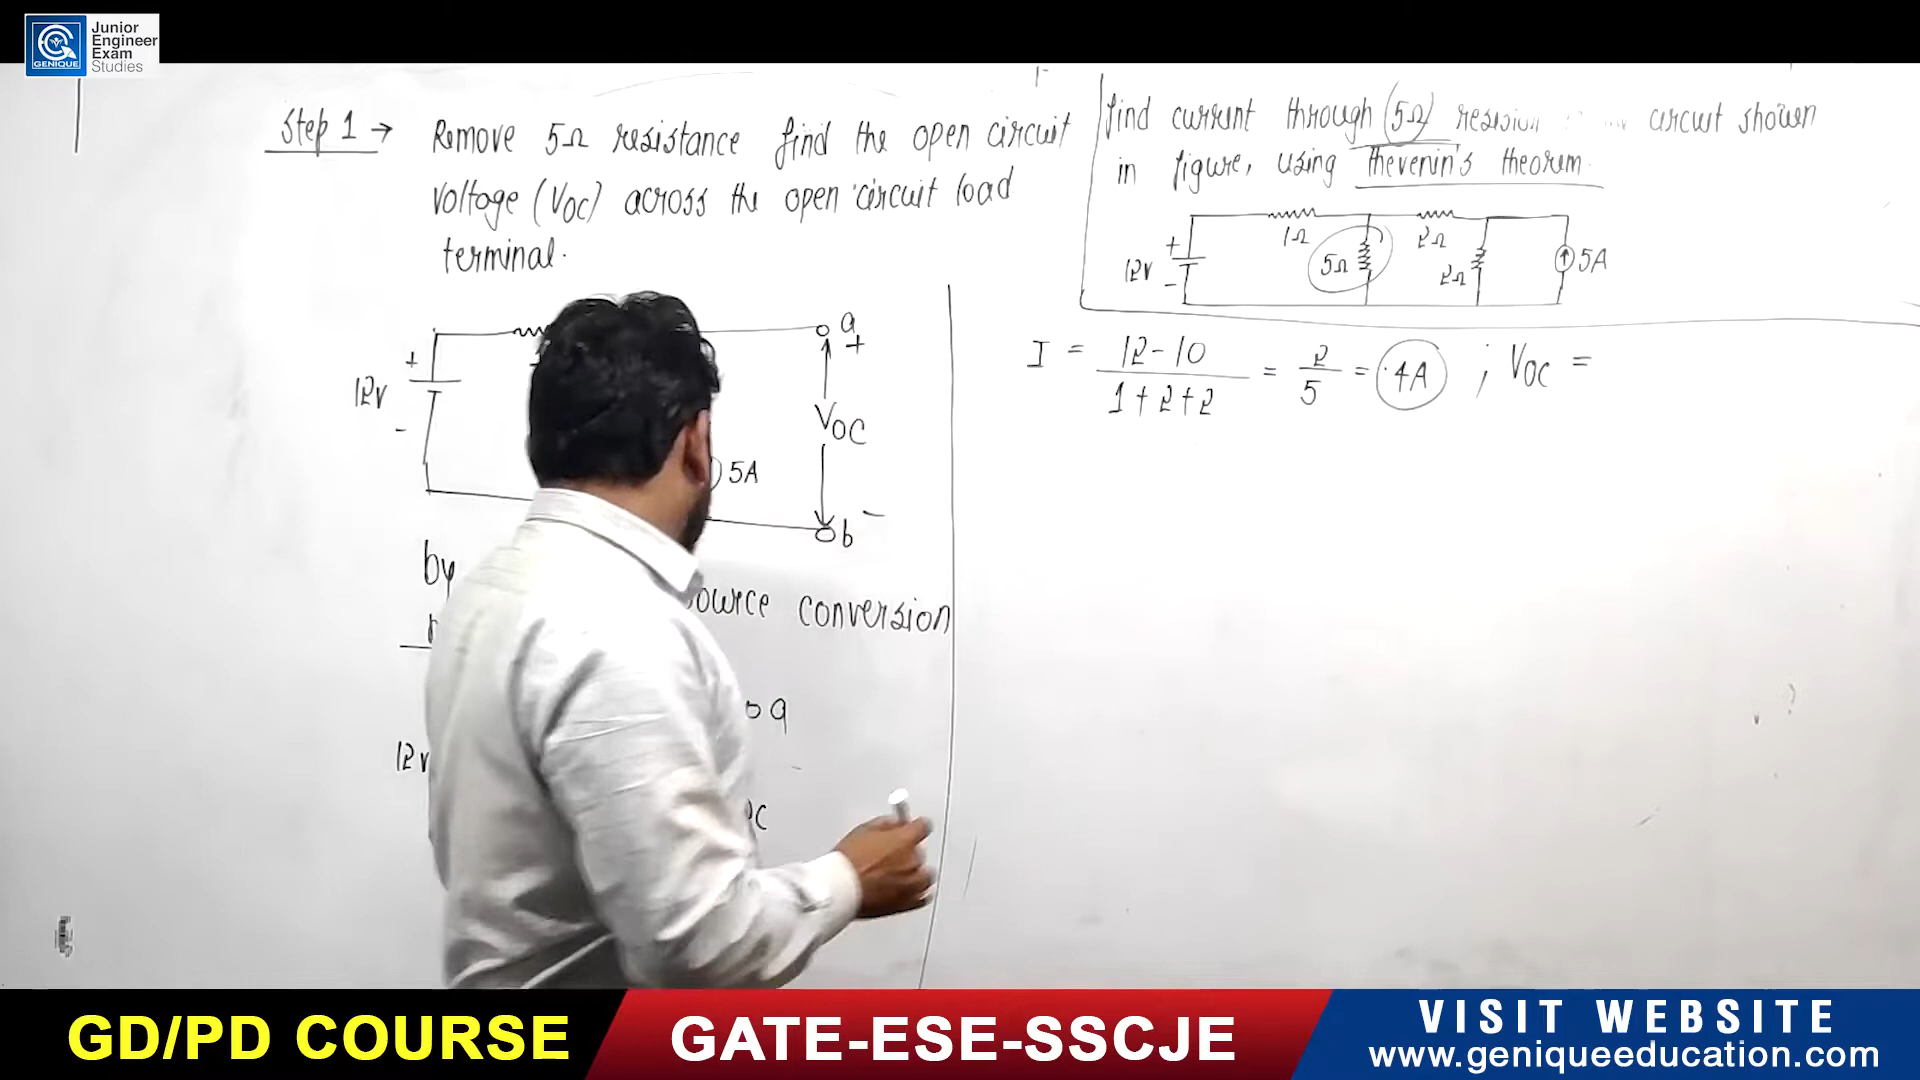 Junior
Engineer
Exam
Studies
GENIQUE
Step 1 → Remove 5Ω resistance find the open circuit
voltage (VOC) across the open circuit load
terminal.
+
12v
-
a
+
VOC
5A
b
-
by
source conversion
a
12v
find current through (5Ω) circuit shown
in figure, using thevenin's theorem.
1Ω
2Ω
+
12v
-
5Ω
2Ω
5A
I = 12-10 / 1+2+2 = 2/5 = .4A ; VOC =
GD/PD COURSE
GATE-ESE-SSCJE
VISIT WEBSITE
www.geniqueeducation.com